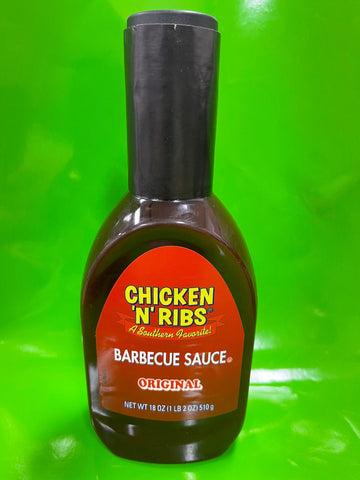 CHICKEN
'N' RIBS
A Southern Favorite!
BARBECUE SAUCE®
ORIGINAL
NET WT 18 OZ (1 LB 2 OZ) 510 g